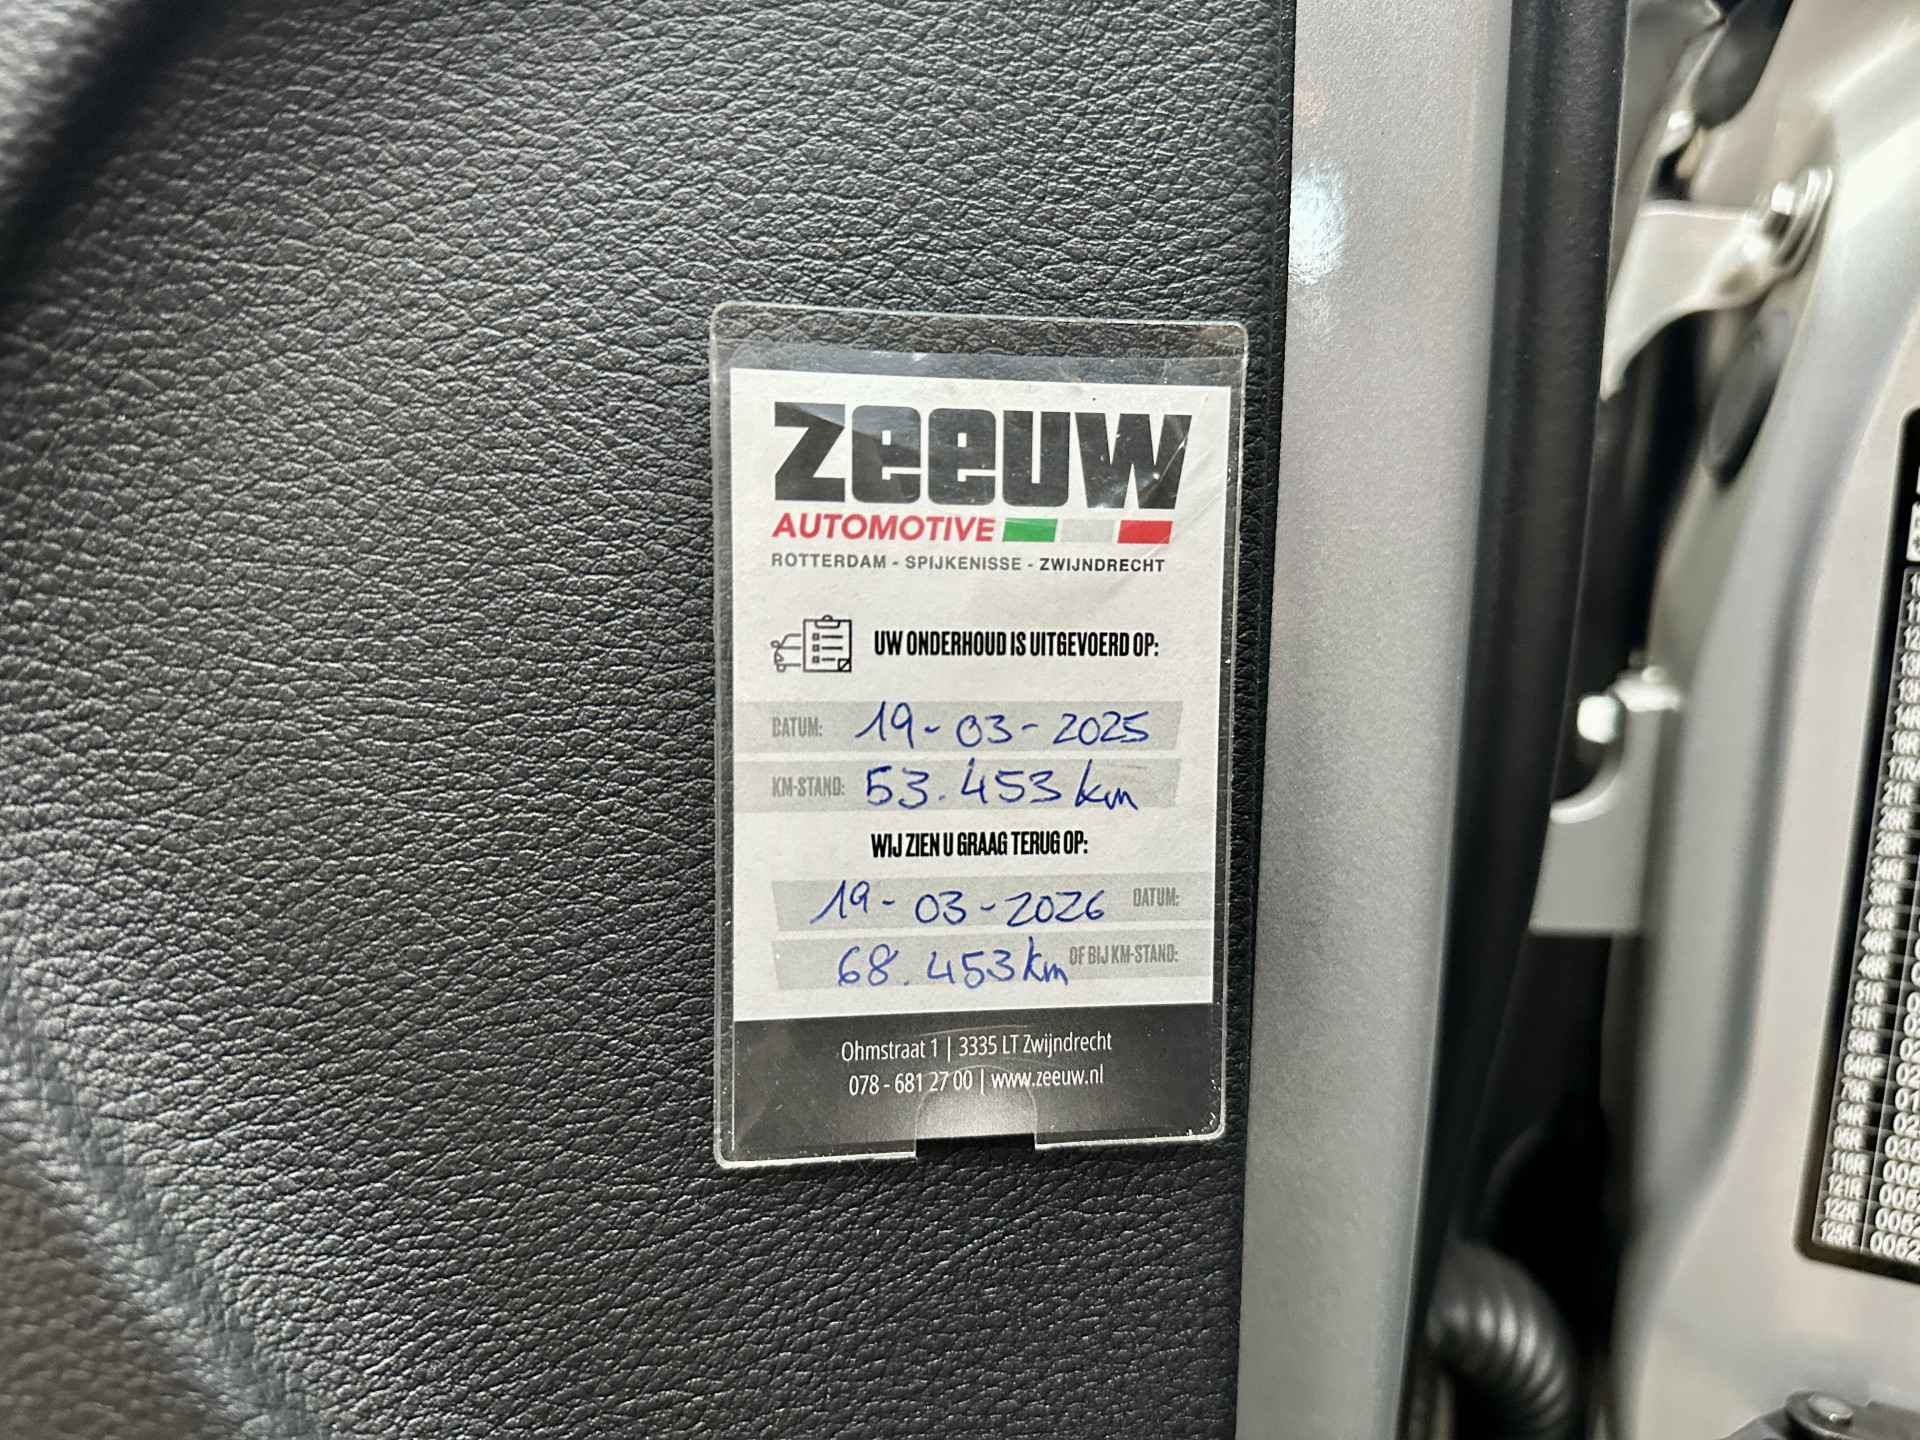 ZEEUW
AUTOMOTIVE
ROTTERDAM - SPIJKENISSE - ZWIJNDRECHT
UW ONDERHOUD IS UITGEVOERD OP:
DATUM: 19-03-2025
KM-STAND: 53.453 km
WIJ ZIEN U GRAAG TERUG OP:
19-03-2026 DATUM:
68.453 km OF BIJ KM-STAND:
Ohmstraat 1 | 3335 LT Zwijndrecht
078 - 681 27 00 | www.zeeuw.nl